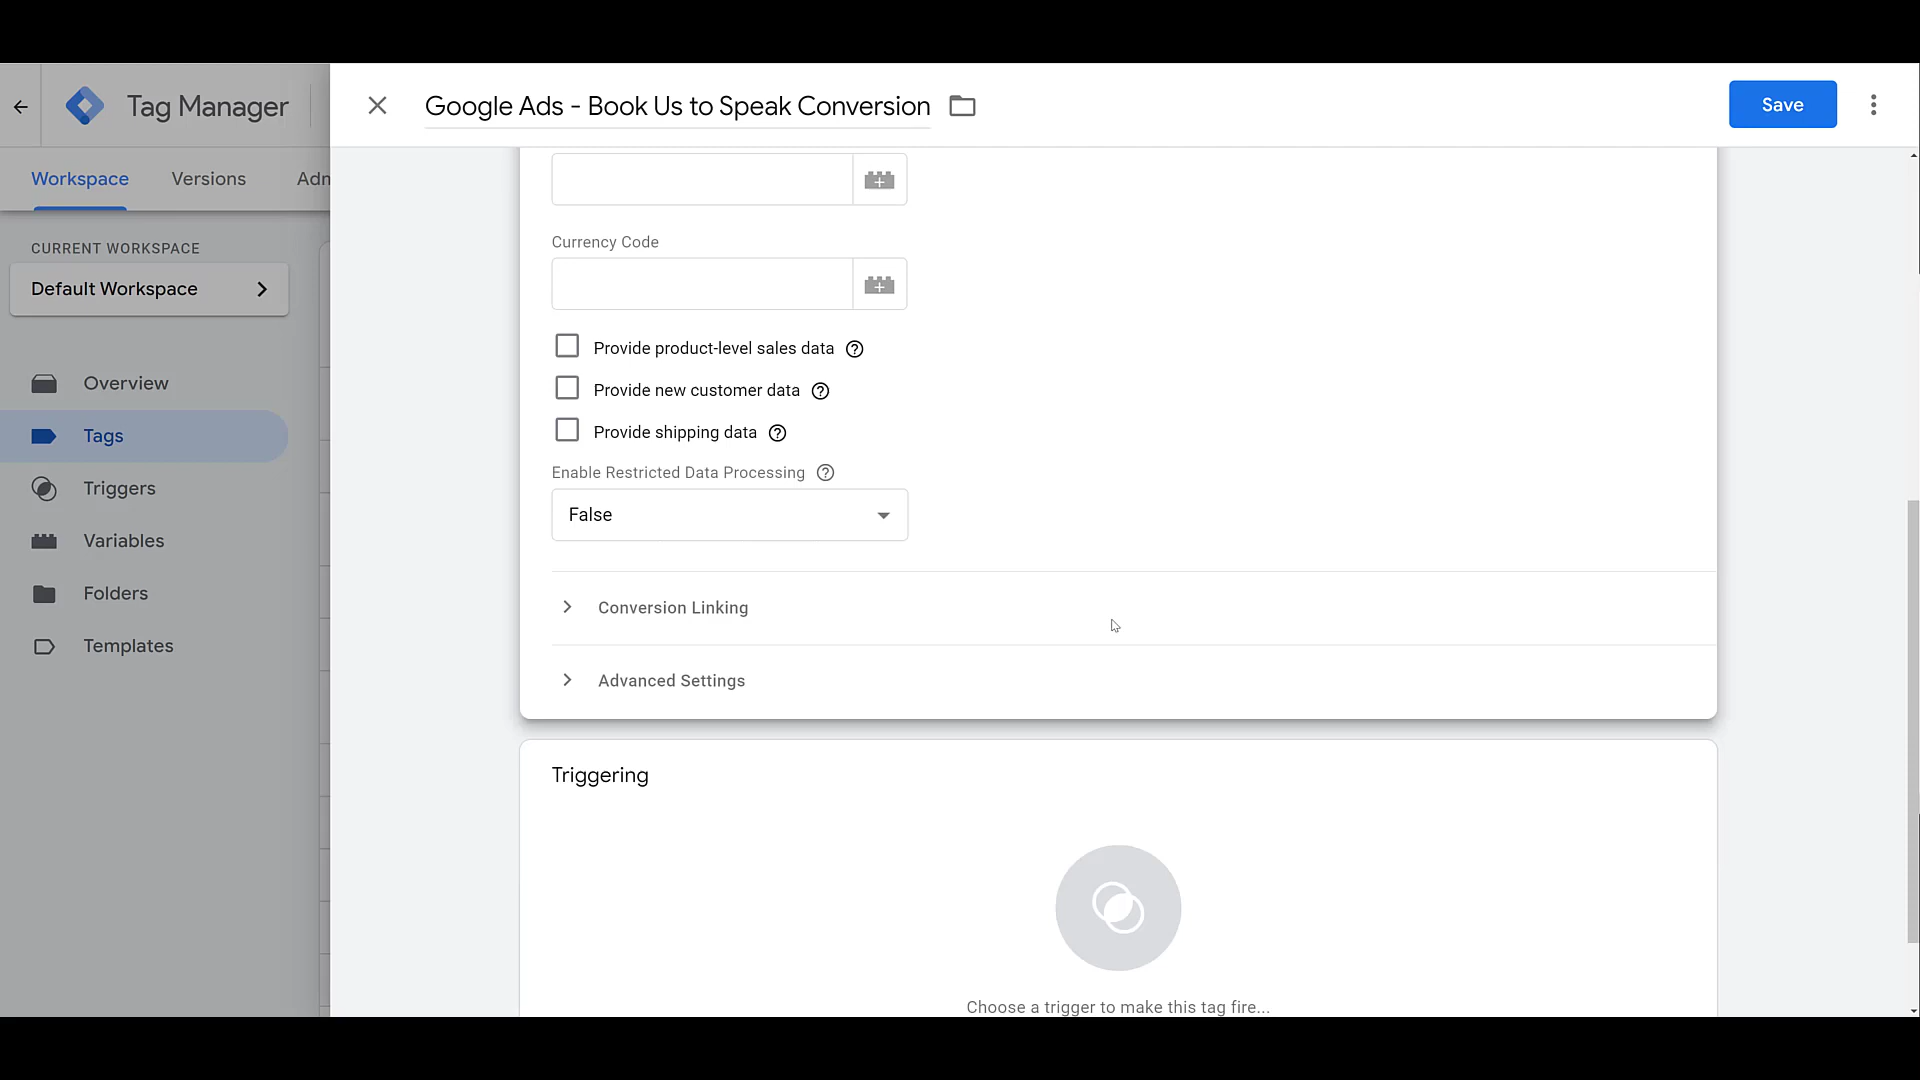 Tag Manager
Google Ads - Book Us to Speak Conversion
Save
Workspace
Versions
Adn
CURRENT WORKSPACE
Default Workspace
Overview
Tags
Triggers
Variables
Folders
Templates
Currency Code
Provide product-level sales data
Provide new customer data
Provide shipping data
Enable Restricted Data Processing
False
Conversion Linking
Advanced Settings
Triggering
Choose a trigger to make this tag fire...